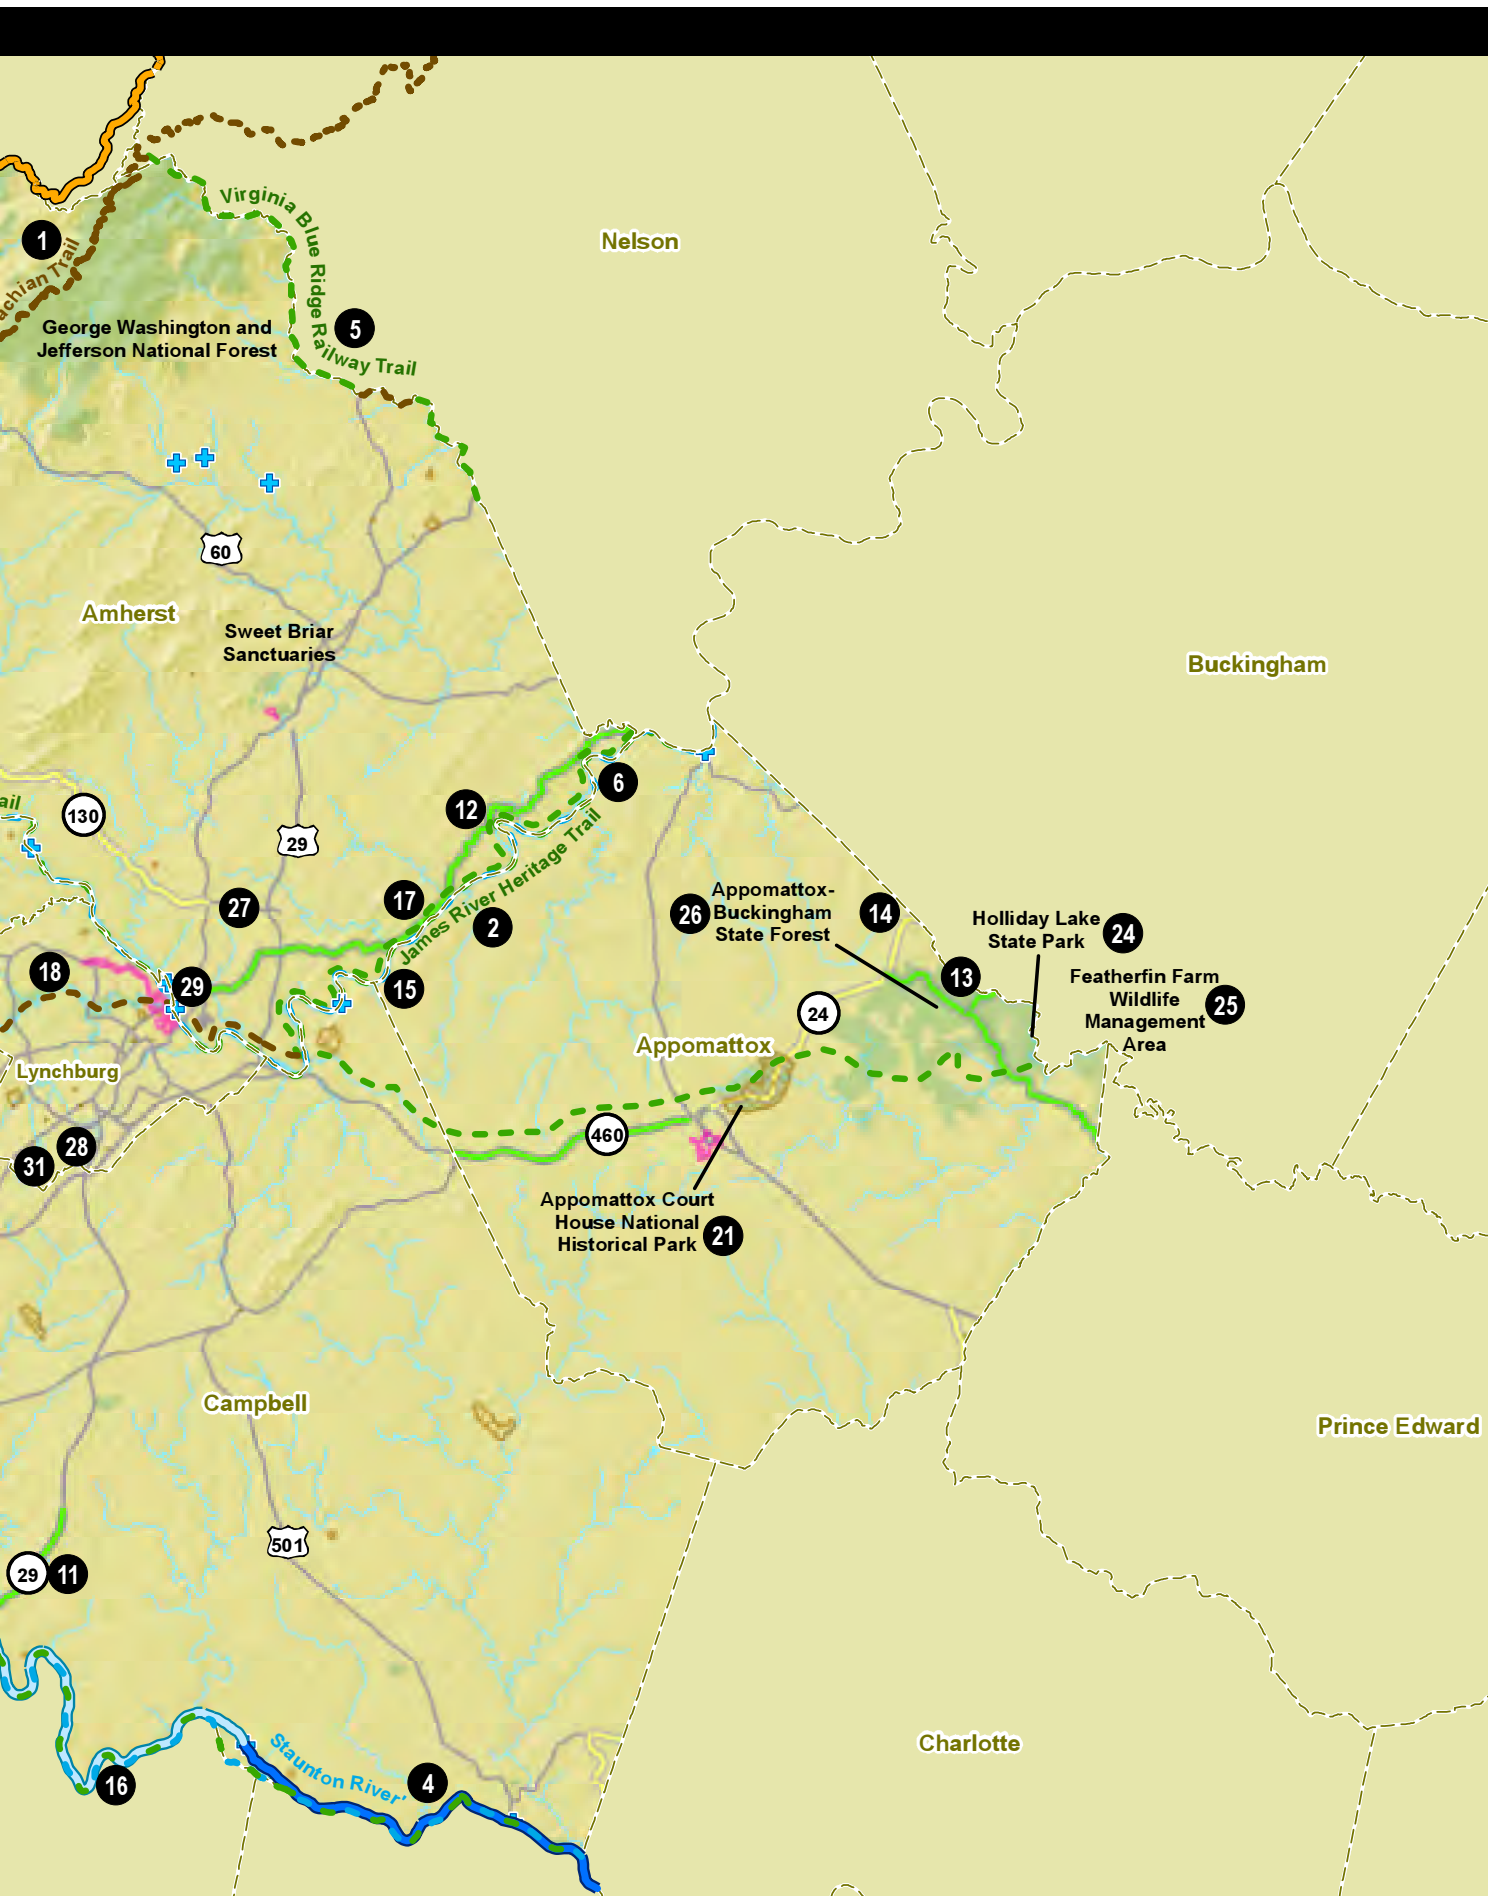 Virginia Blue Ridge Railway Trail
Nelson
1
achian Trail
5
George Washington and
Jefferson National Forest
60
Amherst
Sweet Briar
Sanctuaries
Buckingham
6
12
ail
130
29
James River Heritage Trail
17
27
2
26
Appomattox-
Buckingham
State Forest
14
Holliday Lake
State Park
24
18
29
15
13
Featherfin Farm
Wildlife
Management
Area
25
24
Appomattox
Lynchburg
460
28
31
Appomattox Court
House National
Historical Park
21
Campbell
Prince Edward
501
29
11
Staunton River'
Charlotte
4
16